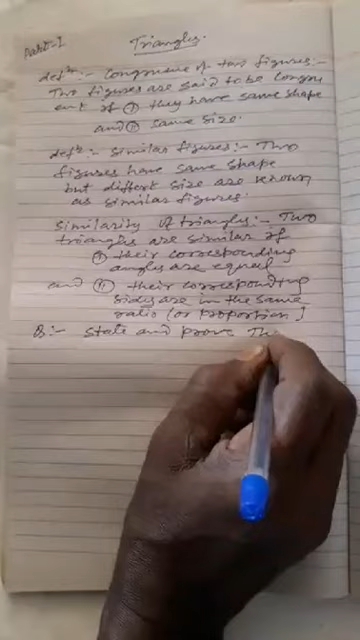 Part-I
Triangles.
defⁿ:- Congruence of two figures:-
Two figures are said to be congru
ent if (i) they have same shape
and (ii) same size.
defⁿ:- Similar figures:- Two
figures have same shape
but differt size are known
as similar figures.
Similarity of triangles:- Two
triangles are similar if
(i) their corresponding
angles are equal
and (ii) their corresponding
sides are in the same
ratio (or proportion)
Q:- State and prove Th